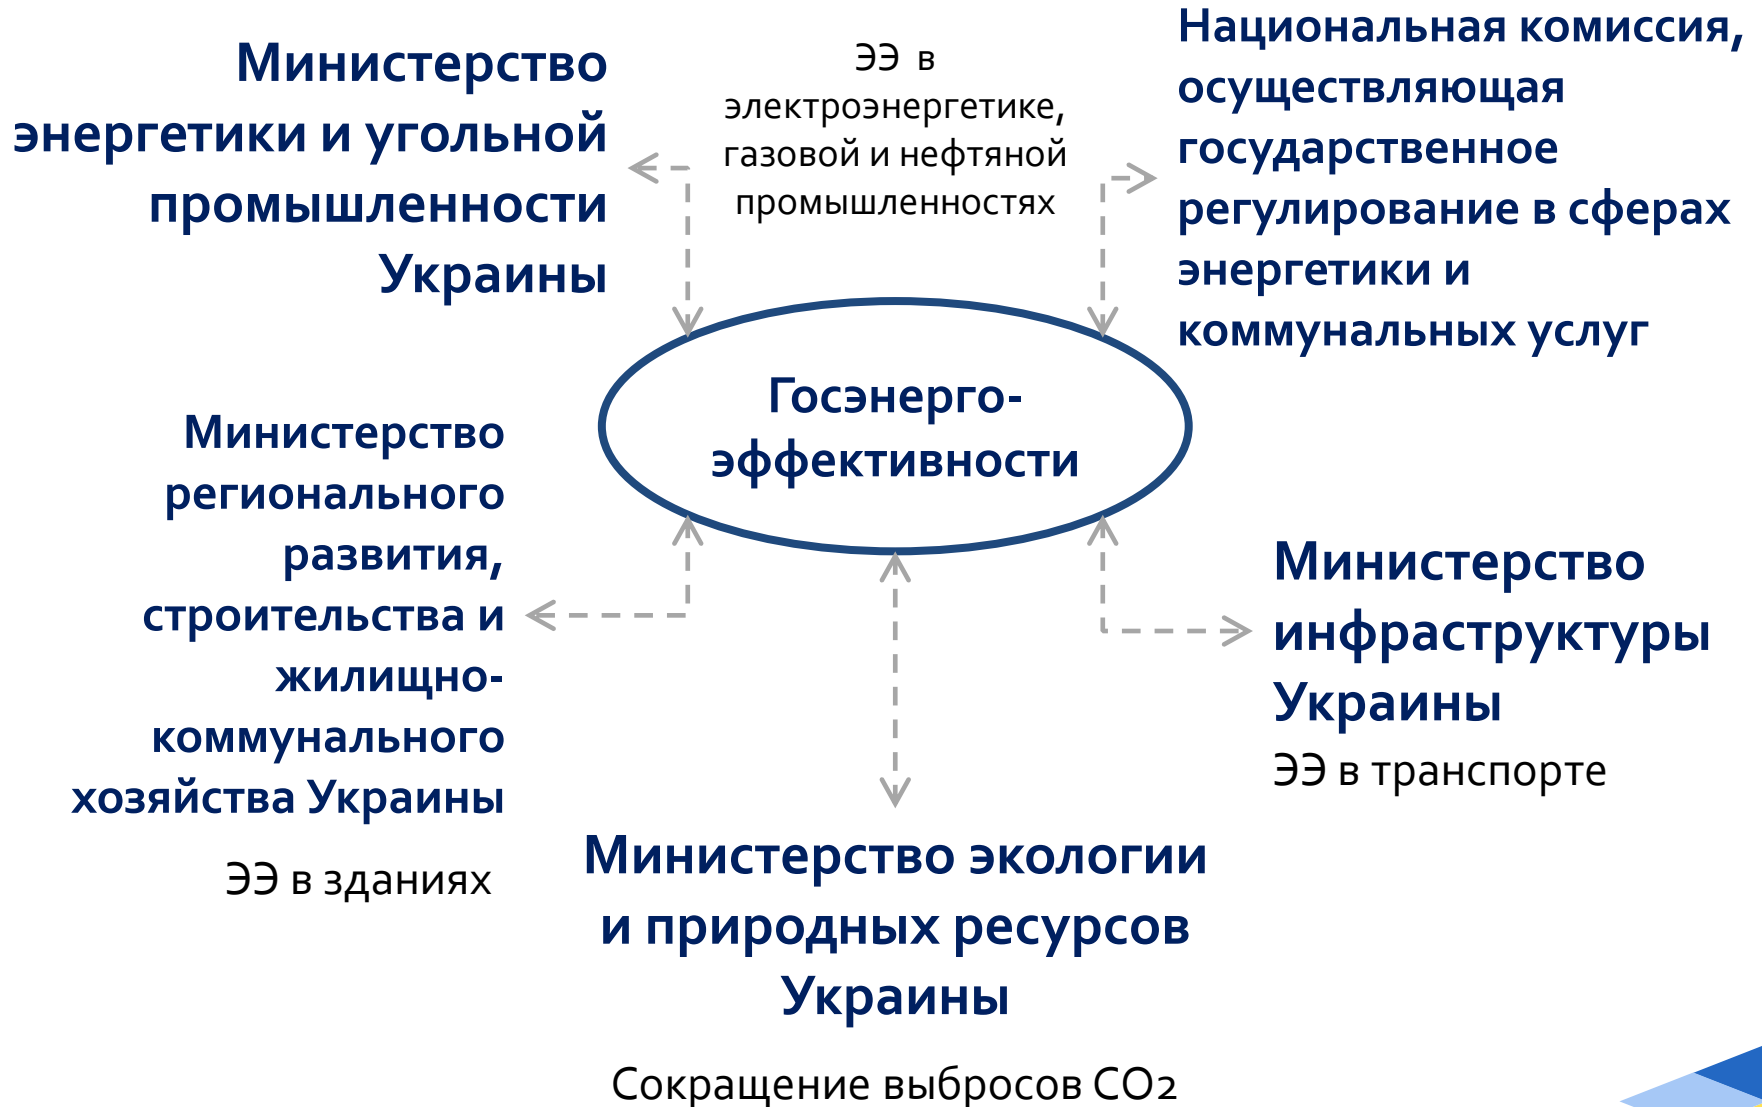 Министерство
энергетики и угольной
промышленности
Украины
ЭЭ в
электроэнергетике,
газовой и нефтяной
промышленностях
Национальная комиссия,
осуществляющая
государственное
регулирование в сферах
энергетики и
коммунальных услуг
Госэнерго-
эффективности
Министерство
регионального
развития,
строительства и
жилищно-
коммунального
хозяйства Украины
ЭЭ в зданиях
Министерство
инфраструктуры
Украины
ЭЭ в транспорте
Министерство экологии
и природных ресурсов
Украины
Сокращение выбросов СО2